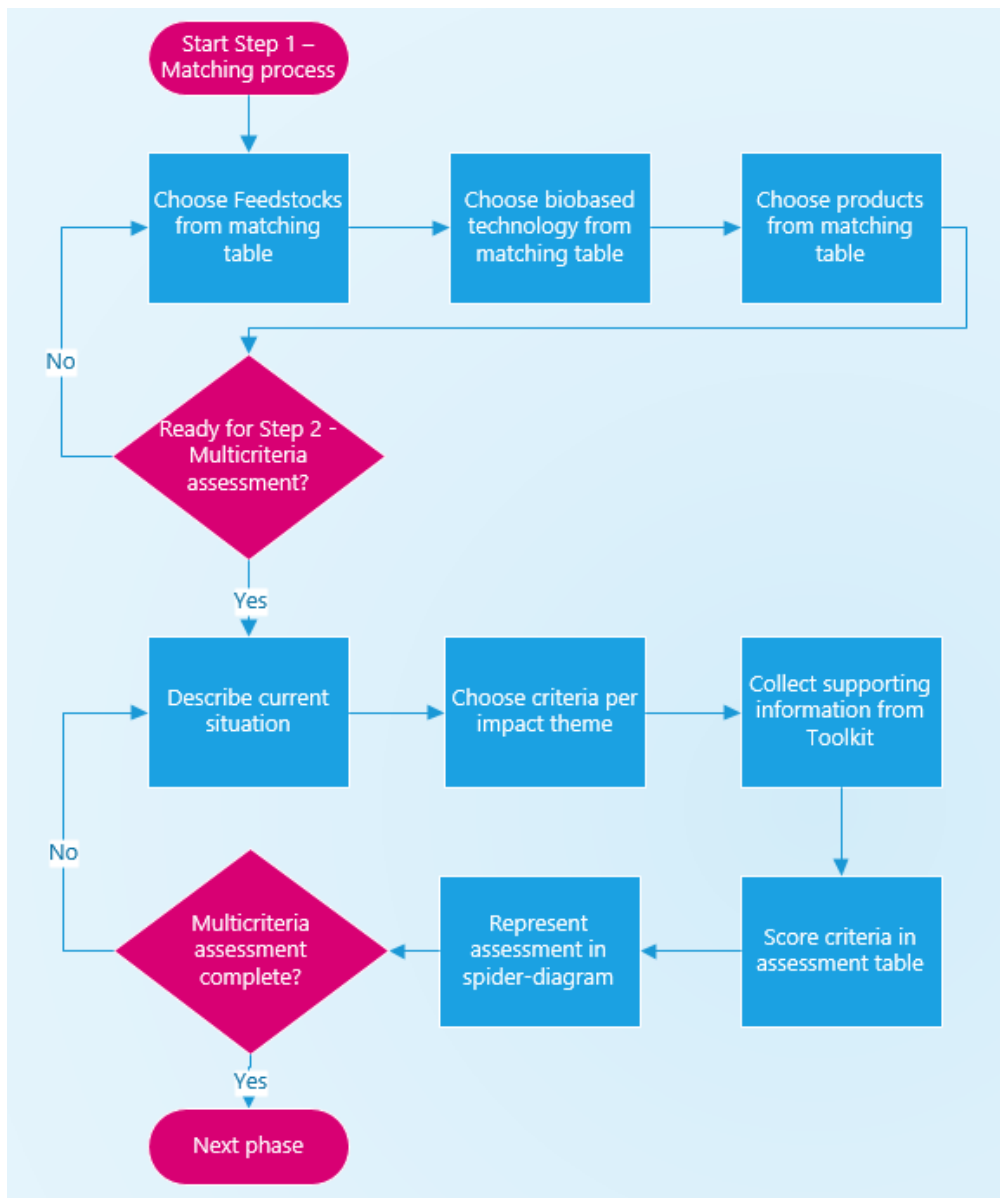 Start Step 1 –
Matching process
Choose Feedstocks
from matching
table
Choose biobased
technology from
matching table
Choose products
from matching
table
No
Ready for Step 2 -
Multicriteria
assessment?
Yes
Describe current
situation
Choose criteria per
impact theme
Collect supporting
information from
Toolkit
No
Multicriteria
assessment
complete?
Represent
assessment in
spider-diagram
Score criteria in
assessment table
Yes
Next phase